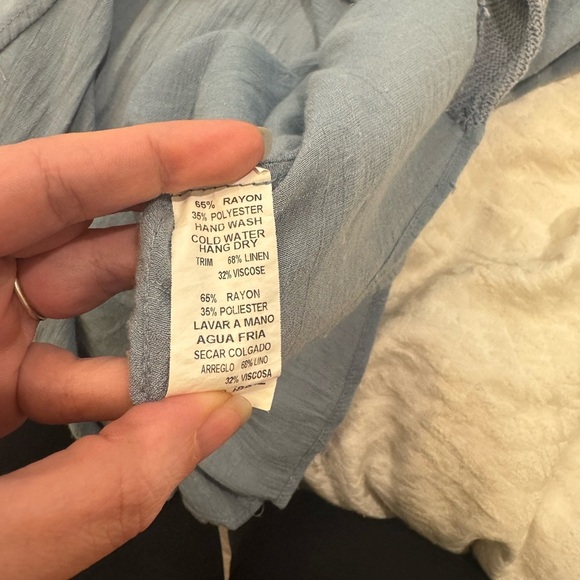 65% RAYON
35% POLYESTER
HAND WASH
COLD WATER
HANG DRY
TRIM 68% LINEN
32% VISCOSE
65% RAYON
35% POLIESTER
LAVAR A MANO
AGUA FRIA
SECAR COLGADO
ARREGLO 68% LINO
32% VISCOSA